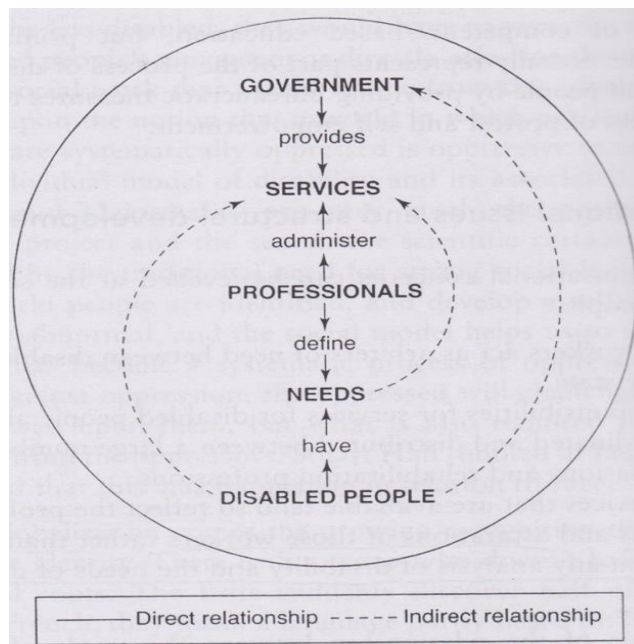 GOVERNMENT
provides
SERVICES
administer
PROFESSIONALS
define
NEEDS
have
DISABLED PEOPLE
Direct relationship
Indirect relationship